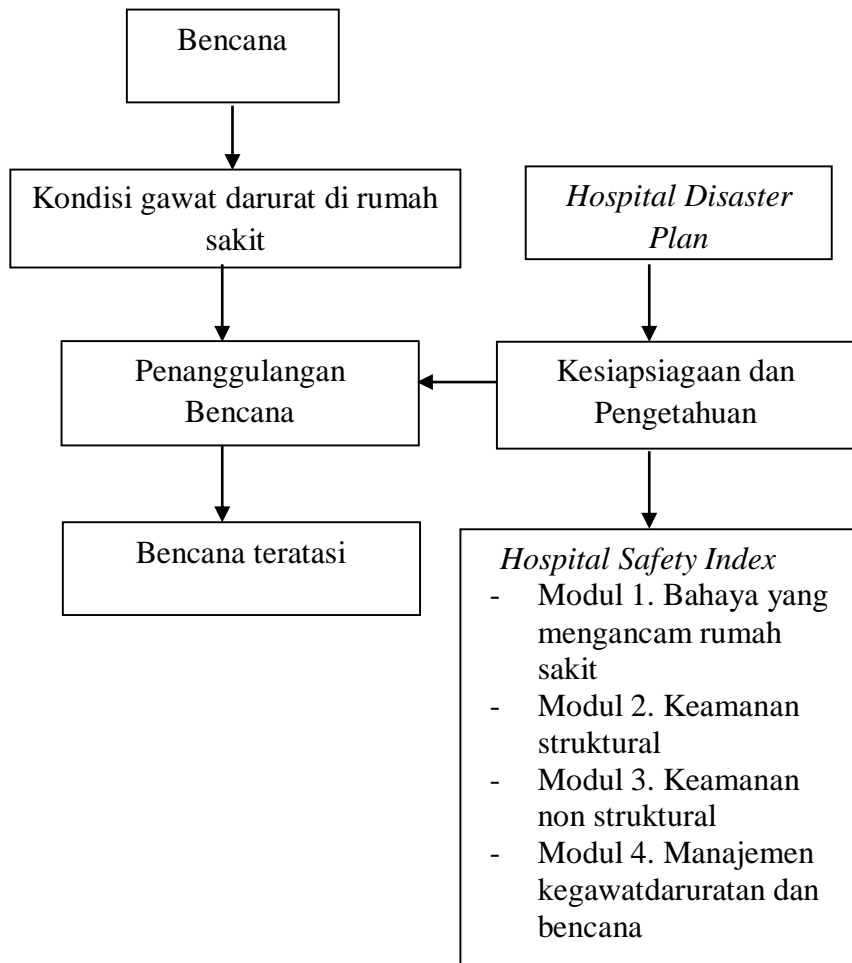 Bencana
Kondisi gawat darurat di rumah
sakit
Hospital Disaster
Plan
Penanggulangan
Bencana
Kesiapsiagaan dan
Pengetahuan
Bencana teratasi
Hospital Safety Index
- Modul 1. Bahaya yang
mengancam rumah
sakit
- Modul 2. Keamanan
struktural
- Modul 3. Keamanan
non struktural
- Modul 4. Manajemen
kegawatdaruratan dan
bencana